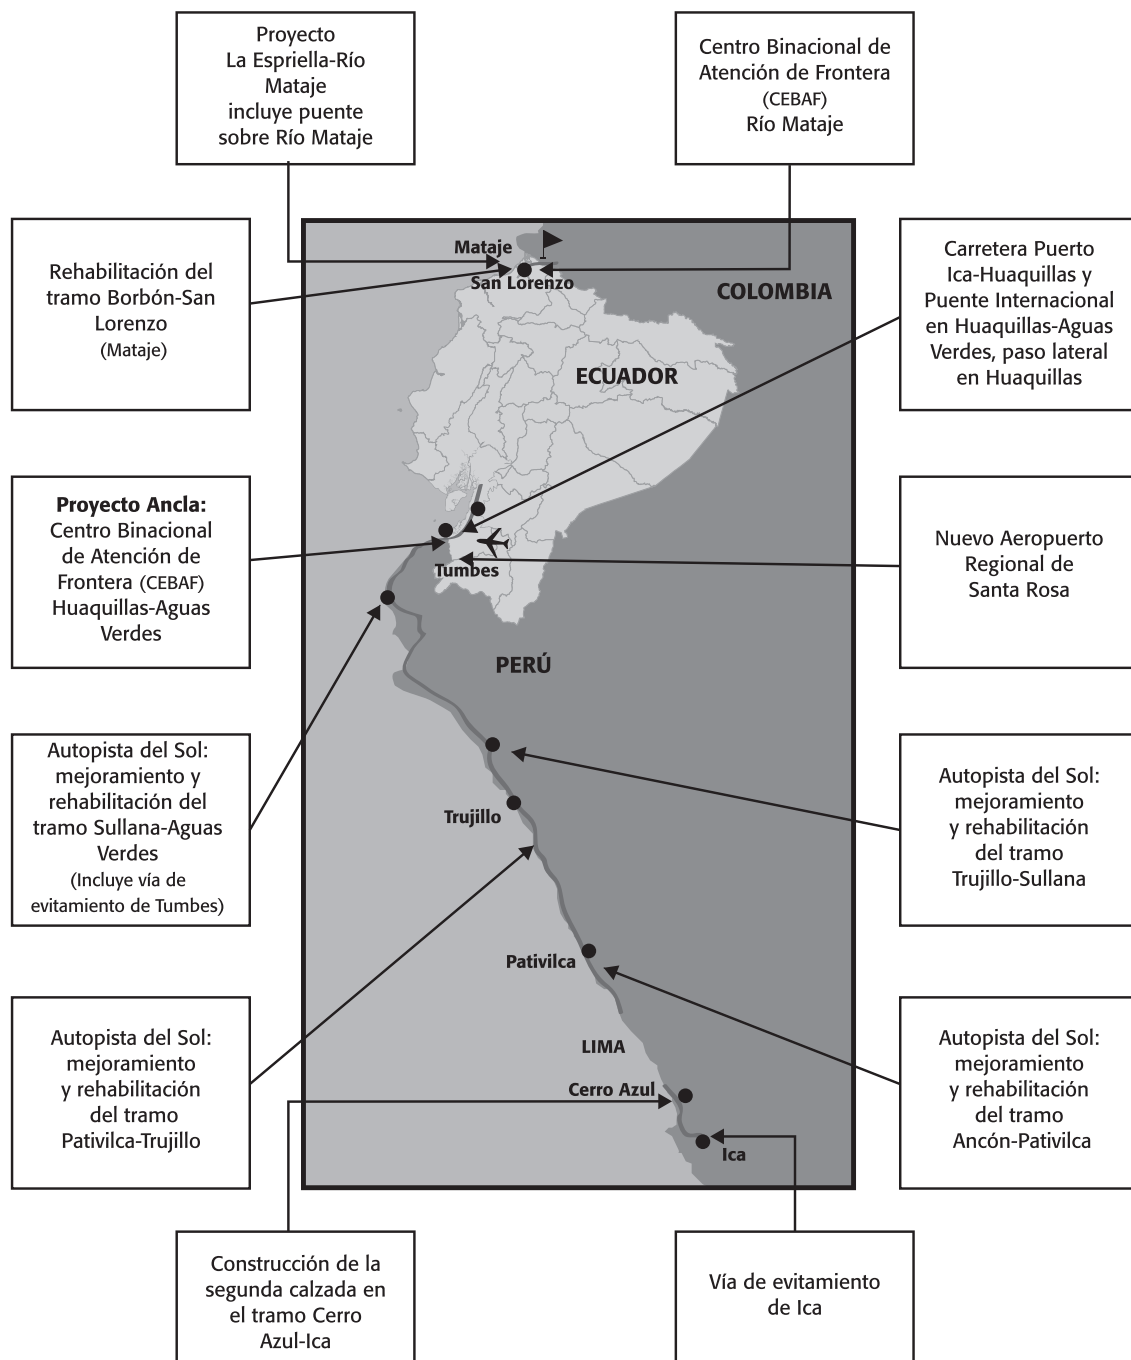 Proyecto
La Espriella-Río
Mataje
incluye puente
sobre Río Mataje
Centro Binacional de
Atención de Frontera
(CEBAF)
Río Mataje
Rehabilitación del
tramo Borbón-San
Lorenzo
(Mataje)
Carretera Puerto
Ica-Huaquillas y
Puente Internacional
en Huaquillas-Aguas
Verdes, paso lateral
en Huaquillas
Mataje
San Lorenzo
COLOMBIA
ECUADOR
Proyecto Ancla:
Centro Binacional
de Atención de
Frontera (CEBAF)
Huaquillas-Aguas
Verdes
Tumbes
Nuevo Aeropuerto
Regional de
Santa Rosa
PERÚ
Autopista del Sol:
mejoramiento y
rehabilitación del
tramo Sullana-Aguas
Verdes
(Incluye vía de
evitamiento de Tumbes)
Trujillo
Autopista del Sol:
mejoramiento
y rehabilitación
del tramo
Trujillo-Sullana
Pativilca
Autopista del Sol:
mejoramiento
y rehabilitación
del tramo
Pativilca-Trujillo
LIMA
Cerro Azul
Ica
Autopista del Sol:
mejoramiento
y rehabilitación
del tramo
Ancón-Pativilca
Construcción de la
segunda calzada en
el tramo Cerro
Azul-Ica
Vía de evitamiento
de Ica